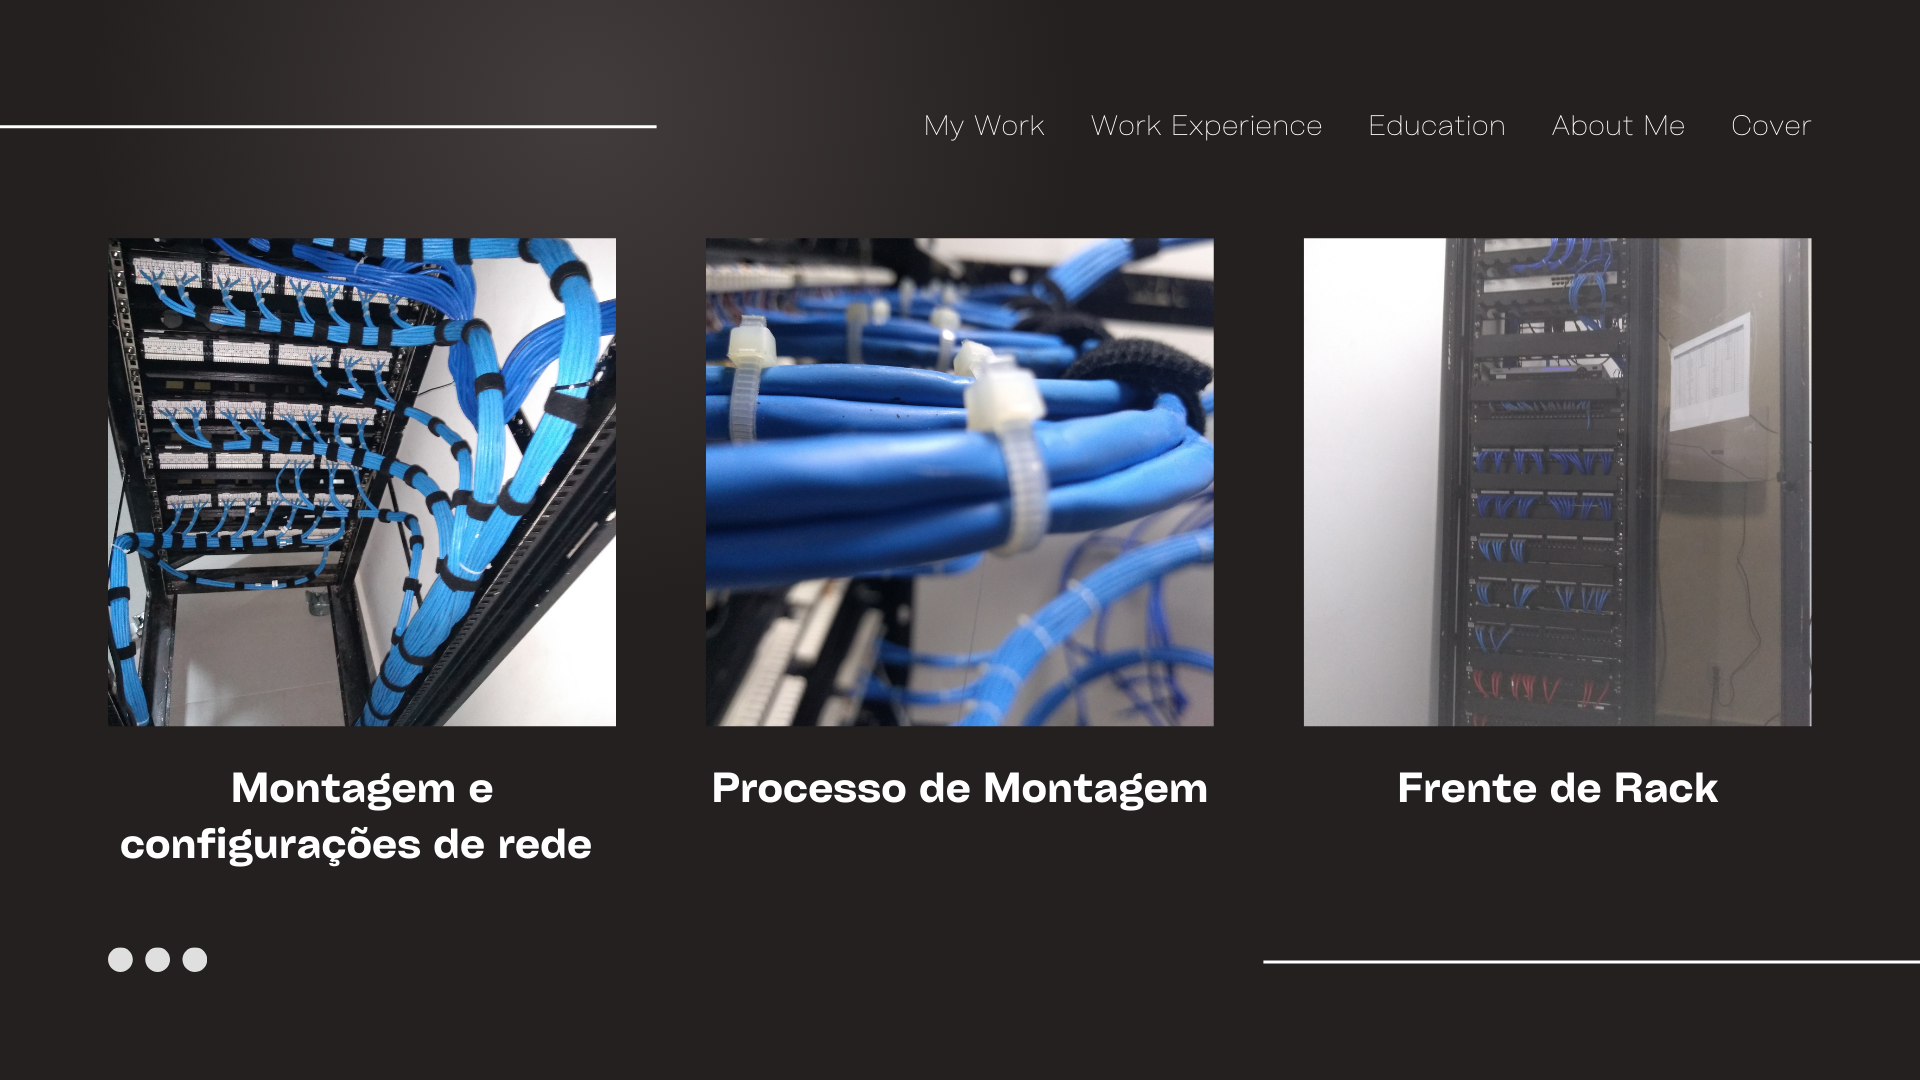 My Work Work Experience Education About Me Cover
Montagem e
configurações de rede
Processo de Montagem
Frente de Rack